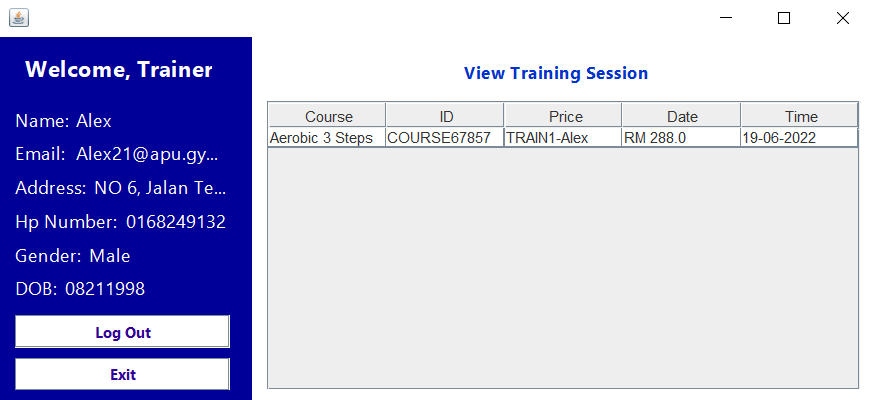 Welcome, Trainer
Name: Alex
Email: Alex21@apu.gy...
Address: NO 6, Jalan Te...
Hp Number: 0168249132
Gender: Male
DOB: 08211998
Log Out
Exit
View Training Session
Course ID Price Date Time
Aerobic 3 Steps COURSE67857 TRAIN1-Alex RM 288.0 19-06-2022